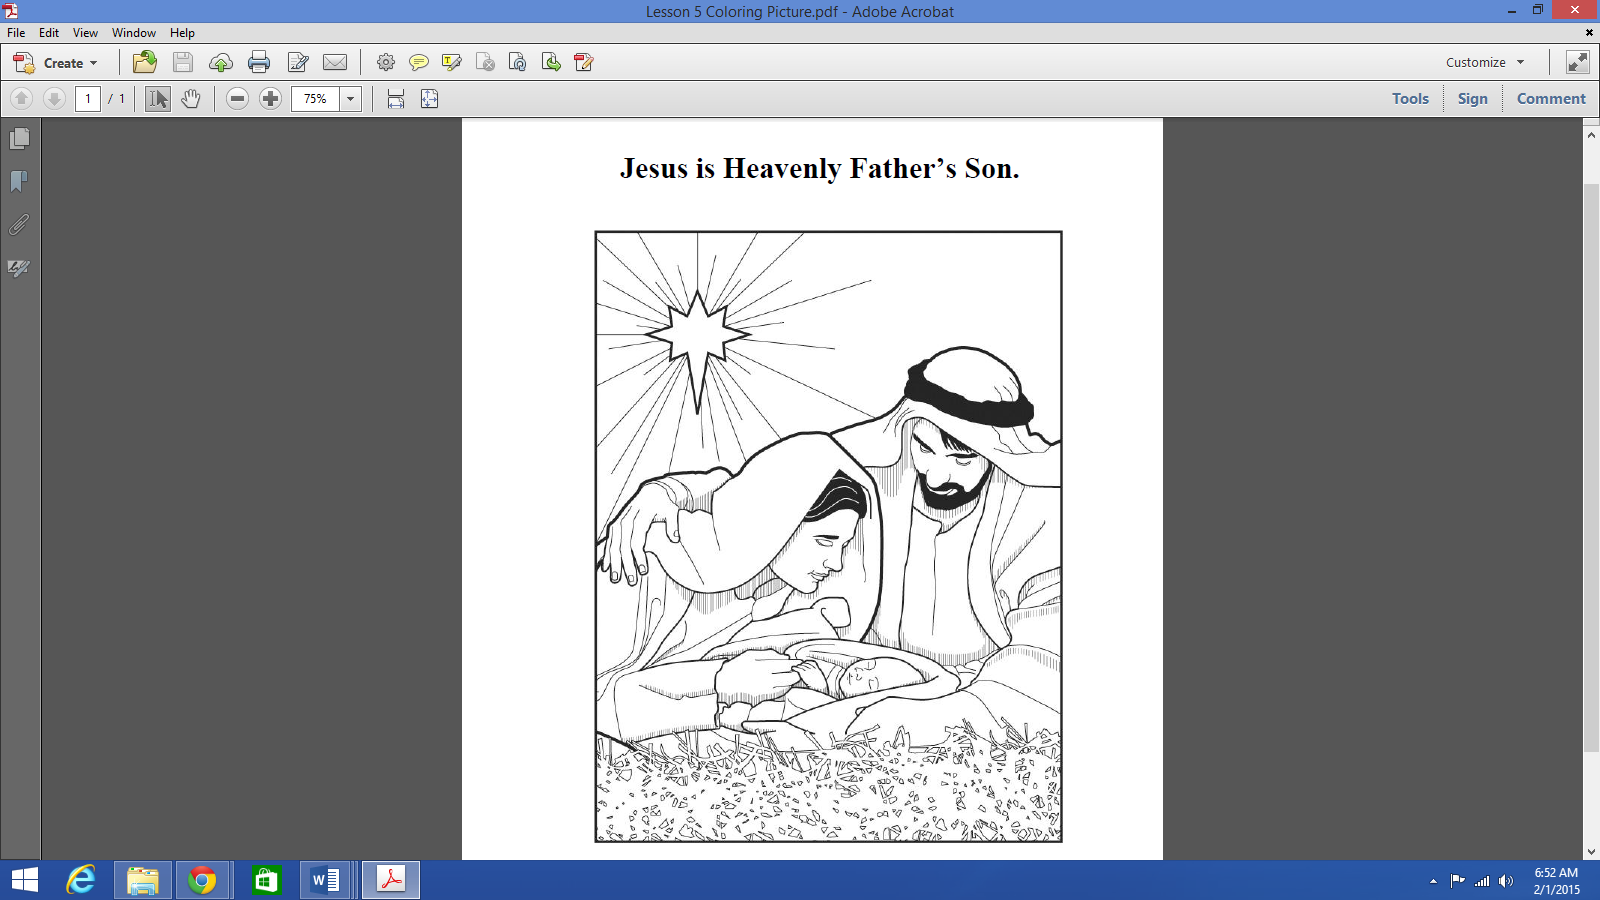 Lesson 5 Coloring Picture.pdf - Adobe Acrobat
File Edit View Window Help
Create Customize
1 / 1 75% Tools Sign Comment
Jesus is Heavenly Father's Son.
6:52 AM
2/1/2015